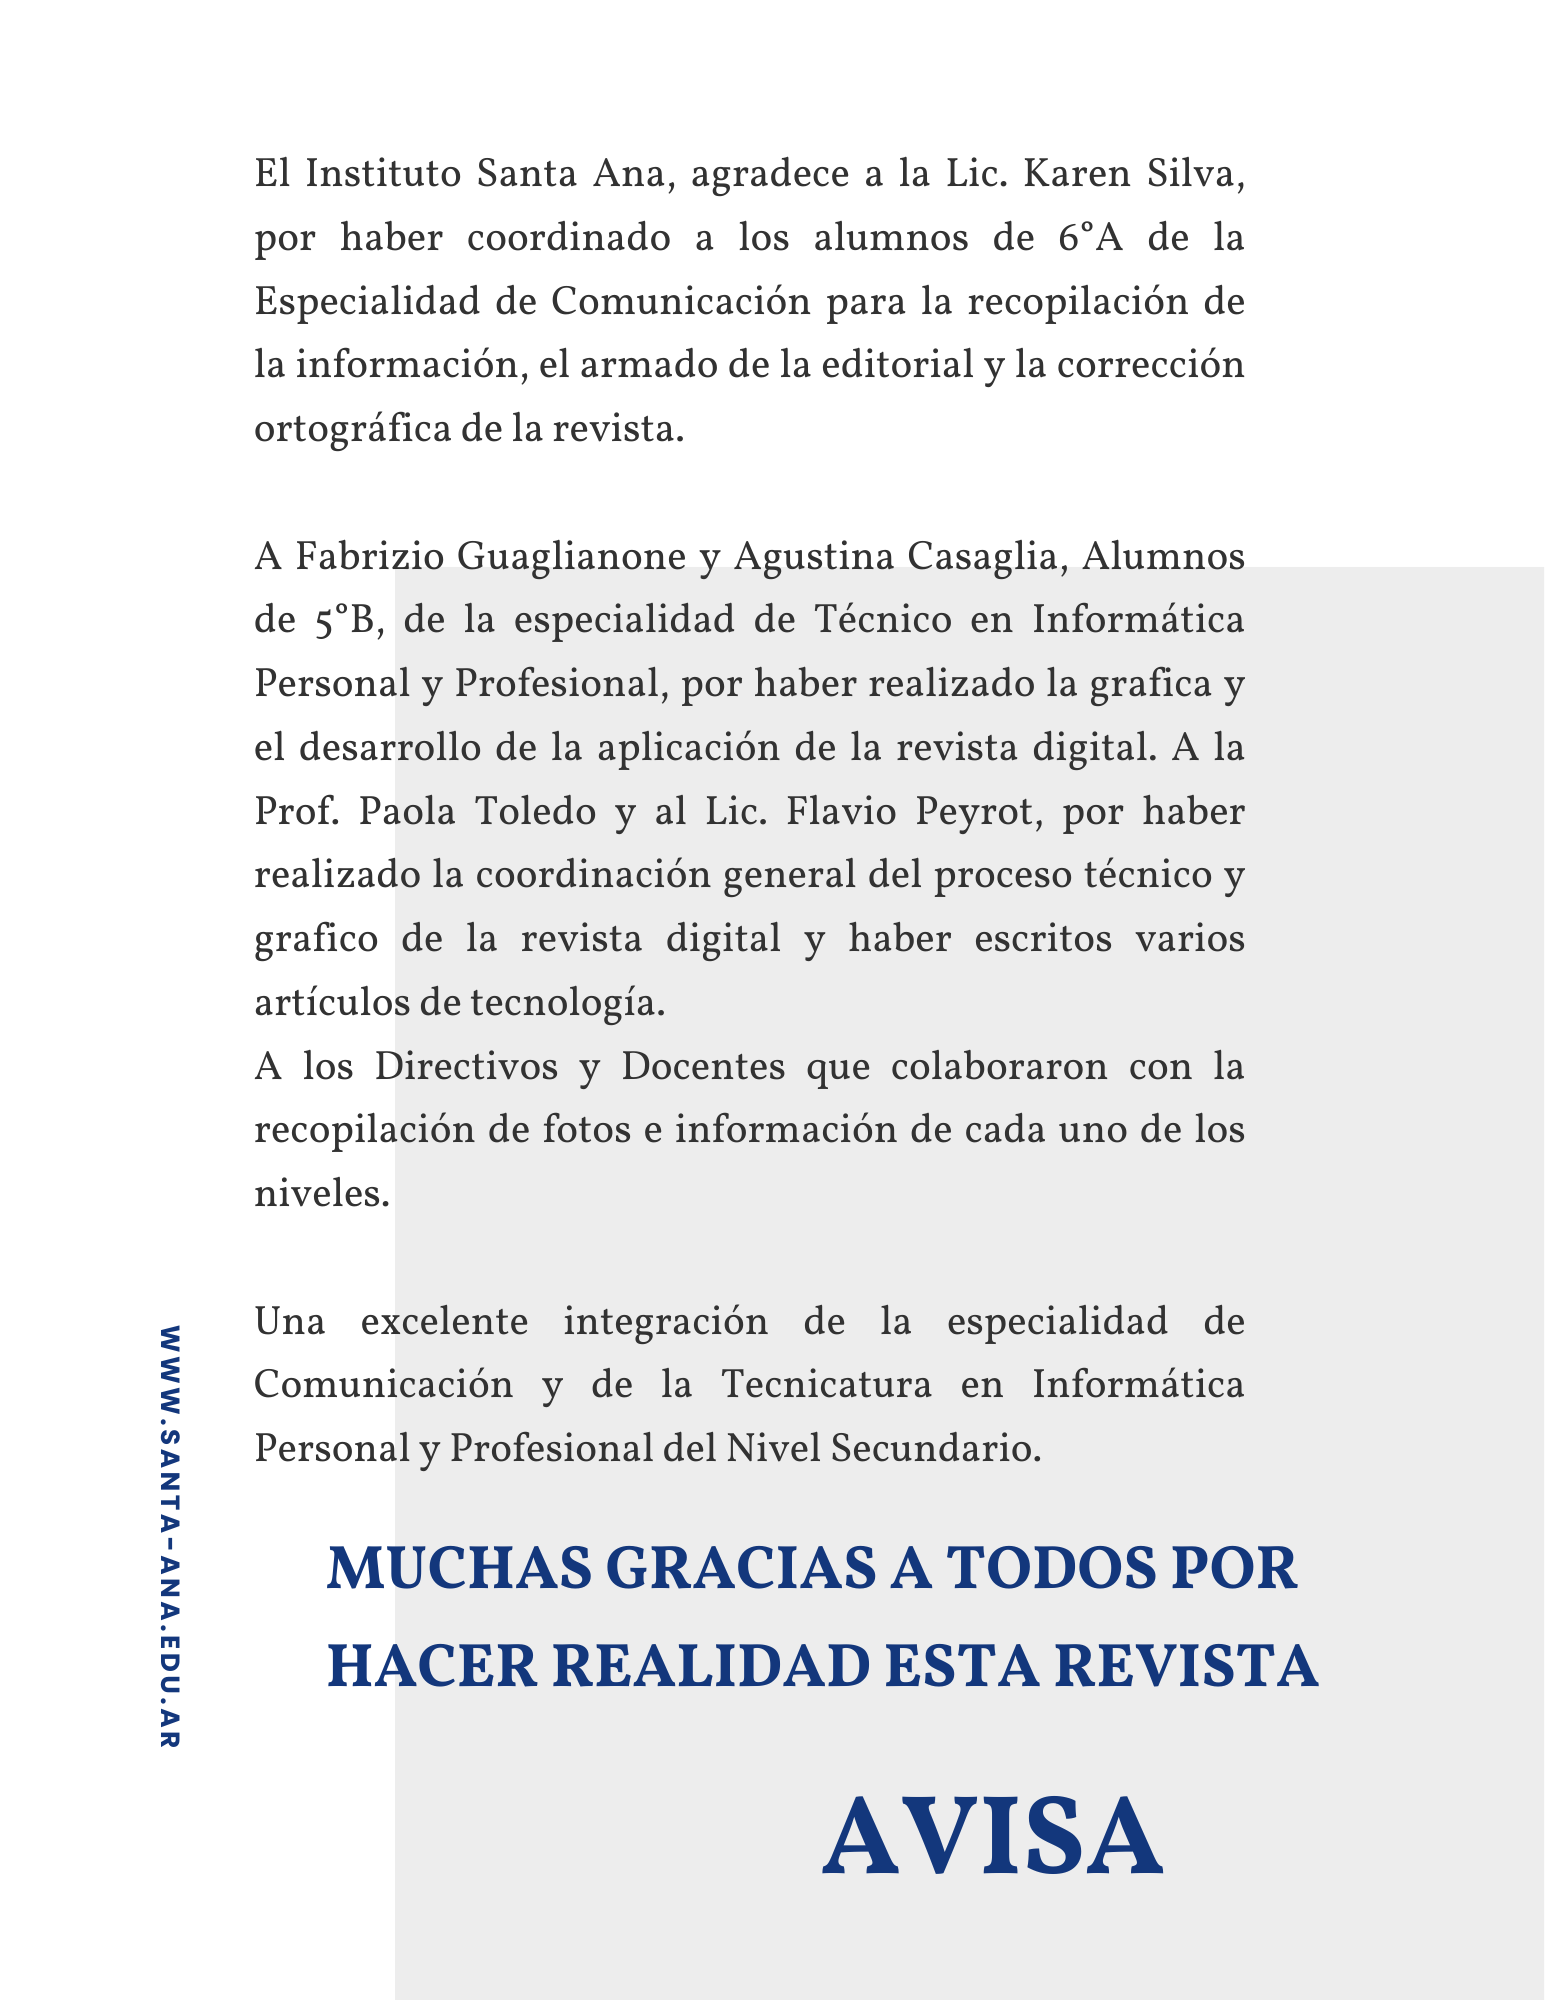 El Instituto Santa Ana, agradece a la Lic. Karen Silva,
por haber coordinado a los alumnos de 6°A de la
Especialidad de Comunicación para la recopilación de
la información, el armado de la editorial y la corrección
ortográfica de la revista.
A Fabrizio Guaglianone y Agustina Casaglia, Alumnos
de 5°B, de la especialidad de Técnico en Informática
Personal y Profesional, por haber realizado la grafica y
el desarrollo de la aplicación de la revista digital. A la
Prof. Paola Toledo y al Lic. Flavio Peyrot, por haber
realizado la coordinación general del proceso técnico y
grafico de la revista digital y haber escritos varios
artículos de tecnología.
A los Directivos y Docentes que colaboraron con la
recopilación de fotos e información de cada uno de los
niveles.
Una excelente integración de la especialidad de
Comunicación y de la Tecnicatura en Informática
Personal y Profesional del Nivel Secundario.
MUCHAS GRACIAS A TODOS POR
HACER REALIDAD ESTA REVISTA
AVISA
WWW.SANTA-ANA.EDU.AR